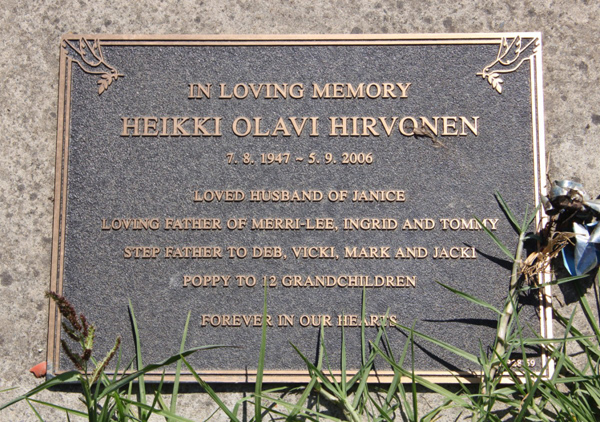 IN LOVING MEMORY
HEIKKI OLAVI HIRVONEN
7. 8. 1947 – 5. 9. 2006
LOVED HUSBAND OF JANICE
LOVING FATHER OF MERRI-LEE, INGRID AND TOMMY
STEP FATHER TO DEB, VICKI, MARK AND JACKI
POPPY TO 12 GRANDCHILDREN
FOREVER IN OUR HEARTS